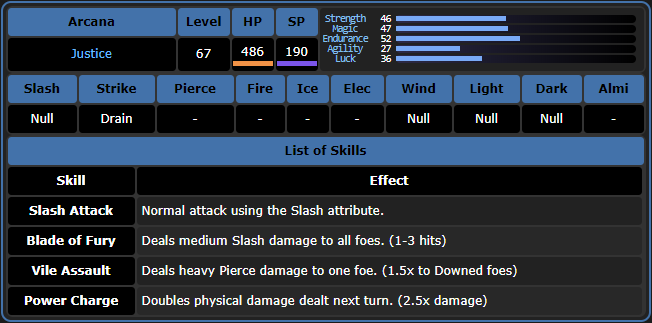 Arcana Level HP SP
Justice 67 486 190
Strength 46
Magic 47
Endurance 52
Agility 27
Luck 36
Slash Strike Pierce Fire Ice Elec Wind Light Dark Almi
Null Drain - - - - Null Null Null -
List of Skills
Skill Effect
Slash Attack Normal attack using the Slash attribute.
Blade of Fury Deals medium Slash damage to all foes. (1-3 hits)
Vile Assault Deals heavy Pierce damage to one foe. (1.5x to Downed foes)
Power Charge Doubles physical damage dealt next turn. (2.5x damage)